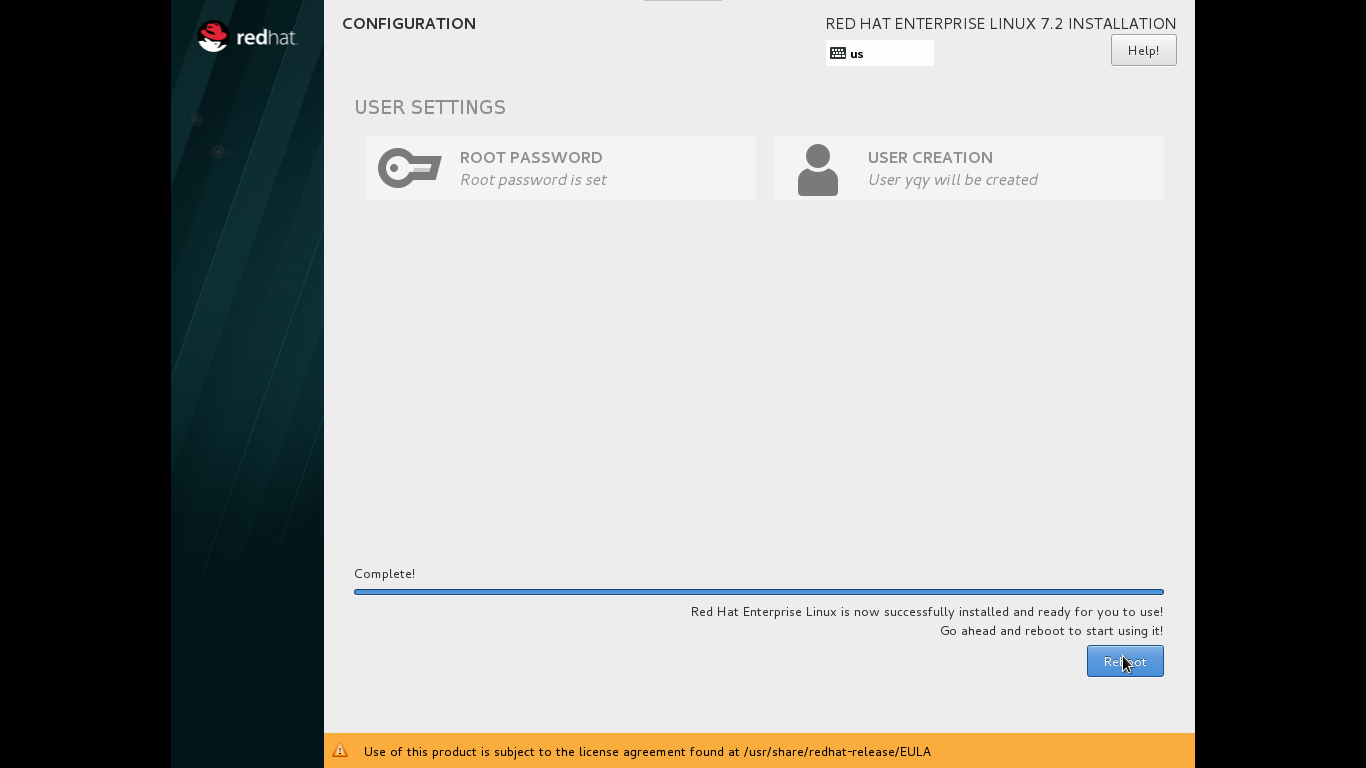 redhat.
CONFIGURATION
RED HAT ENTERPRISE LINUX 7.2 INSTALLATION
us
Help!
USER SETTINGS
ROOT PASSWORD
Root password is set
USER CREATION
User yqy will be created
Complete!
Red Hat Enterprise Linux is now successfully installed and ready for you to use!
Go ahead and reboot to start using it!
Reboot
Use of this product is subject to the license agreement found at /usr/share/redhat-release/EULA